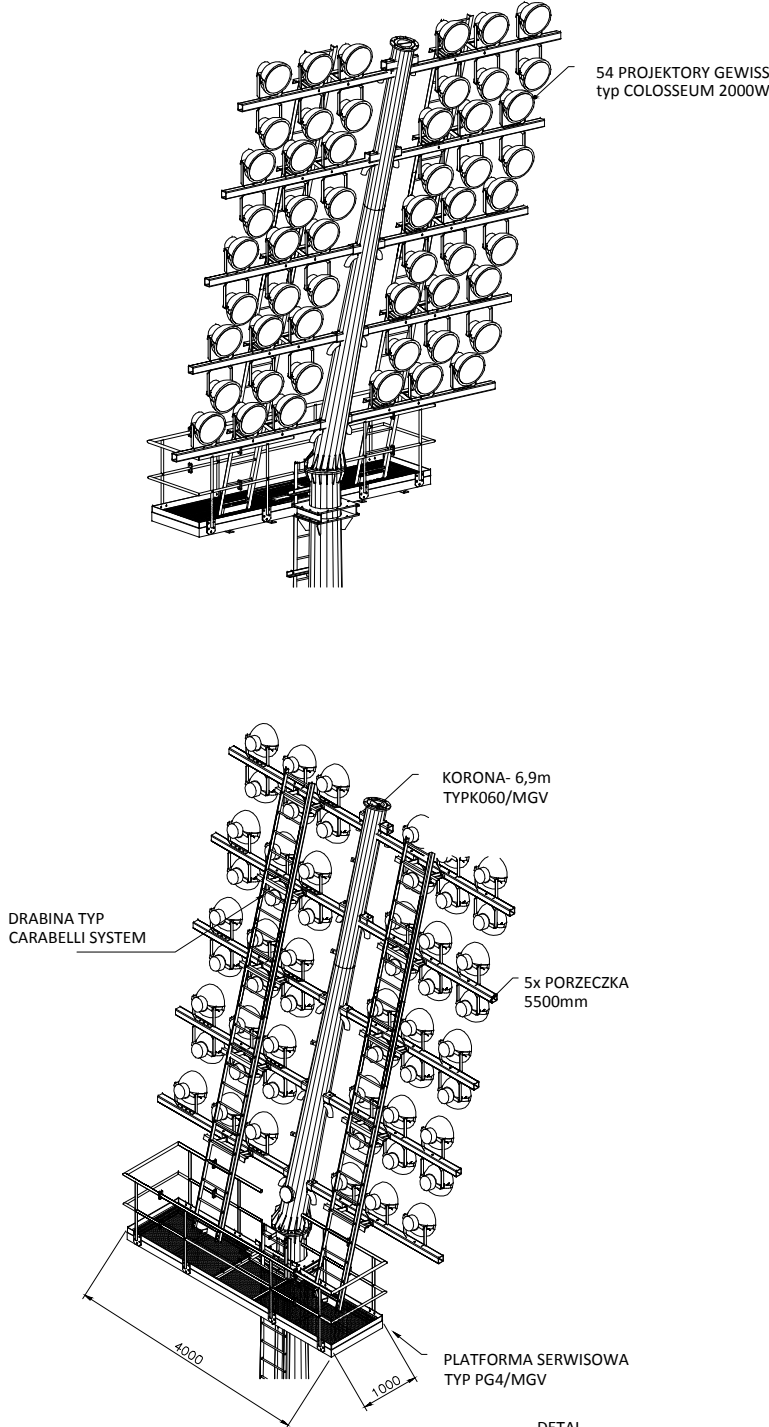 54 PROJEKTORY GEWISS
typ COLOSSEUM 2000W
KORONA- 6,9m
TYPK060/MGV
DRABINA TYP
CARABELLI SYSTEM
5x PORZECZKA
5500mm
4000
1000
PLATFORMA SERWISOWA
TYP PG4/MGV
DETAL